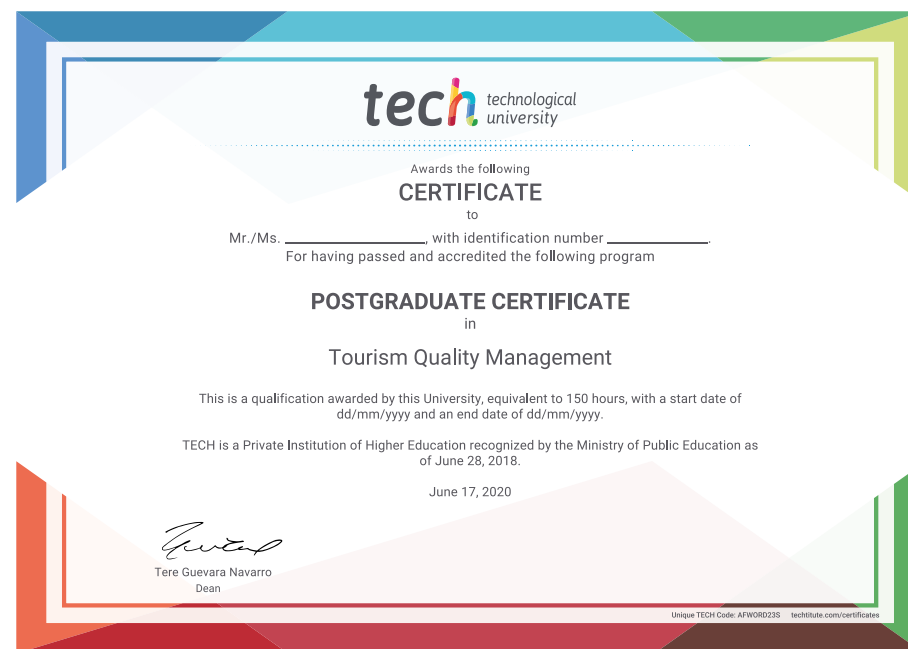 tech technological
university
Awards the following
CERTIFICATE
to
Mr./Ms. ____________________, with identification number ______________.
For having passed and accredited the following program
POSTGRADUATE CERTIFICATE
in
Tourism Quality Management
This is a qualification awarded by this University, equivalent to 150 hours, with a start date of
dd/mm/yyyy and an end date of dd/mm/yyyy.
TECH is a Private Institution of Higher Education recognized by the Ministry of Public Education as
of June 28, 2018.
June 17, 2020
Tere Guevara Navarro
Dean
Unique TECH Code: AFWORD23S techtitute.com/certificates